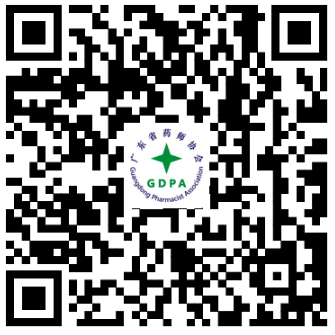 广东省药师协会
GDPA
Guangdong Pharmacist Association